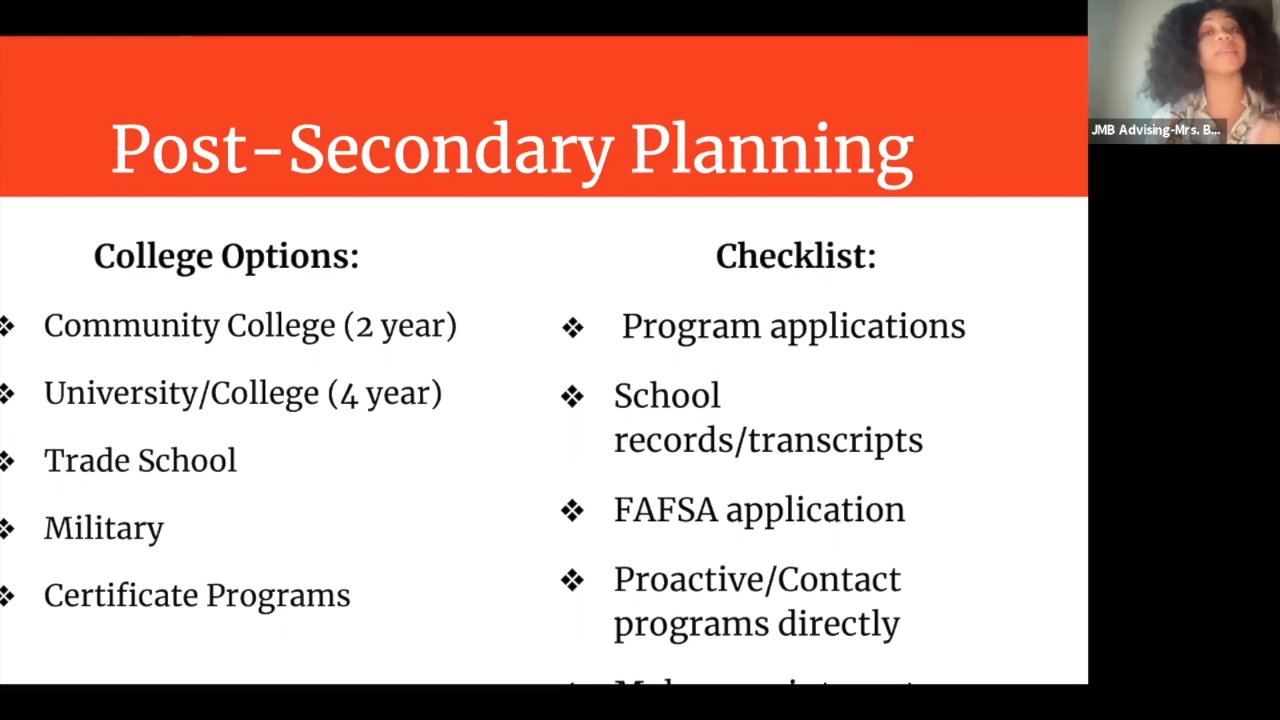 Post-Secondary Planning
JMB Advising-Mrs. B...
College Options:
❖ Community College (2 year)
❖ University/College (4 year)
❖ Trade School
❖ Military
❖ Certificate Programs
Checklist:
❖ Program applications
❖ School
records/transcripts
❖ FAFSA application
❖ Proactive/Contact
programs directly